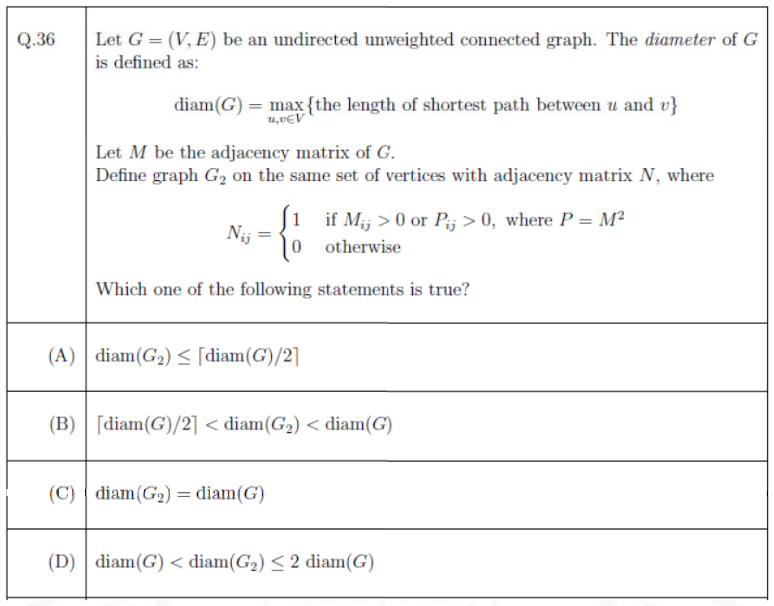 Q.36 Let G = (V, E) be an undirected unweighted connected graph. The diameter of G
is defined as:
diam(G) = max{the length of shortest path between u and v}
u,v∈V
Let M be the adjacency matrix of G.
Define graph G₂ on the same set of vertices with adjacency matrix N, where
Nᵢⱼ = { 1 if Mᵢⱼ > 0 or Pᵢⱼ > 0, where P = M²
0 otherwise
Which one of the following statements is true?
(A) diam(G₂) ≤ ⌈diam(G)/2⌉
(B) ⌈diam(G)/2⌉ < diam(G₂) < diam(G)
(C) diam(G₂) = diam(G)
(D) diam(G) < diam(G₂) ≤ 2 diam(G)